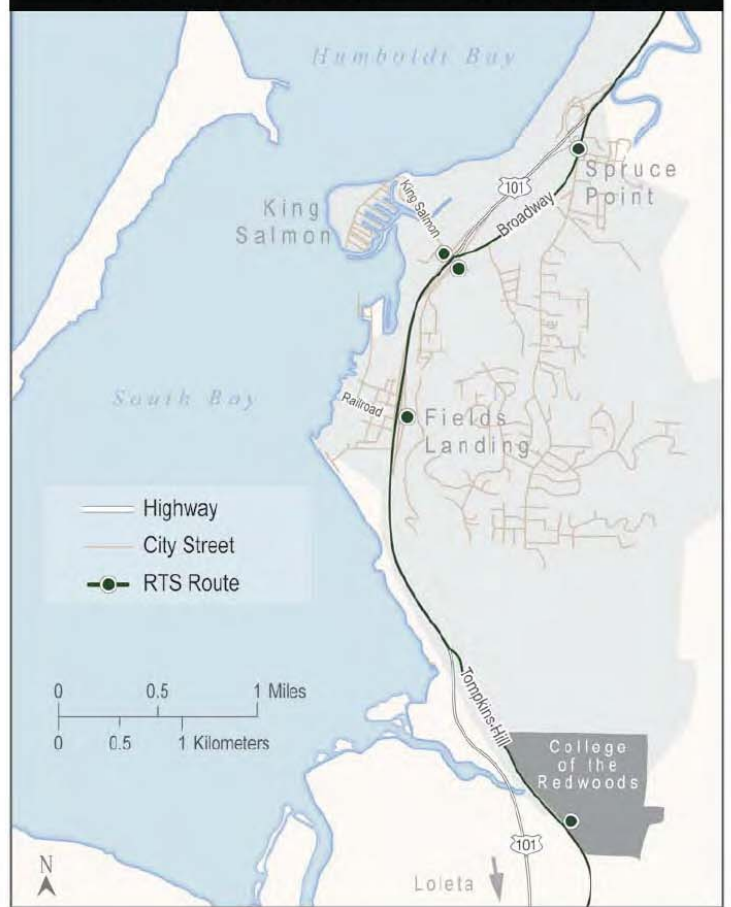 Humboldt Bay
101
Spruce
Point
King
Salmon
King Salmon
Broadway
South Bay
Railroad
Fields
Landing
Highway
City Street
RTS Route
0 0.5 1 Miles
0 0.5 1 Kilometers
Tompkins Hill
College
of the
Redwoods
101
N
Loleta